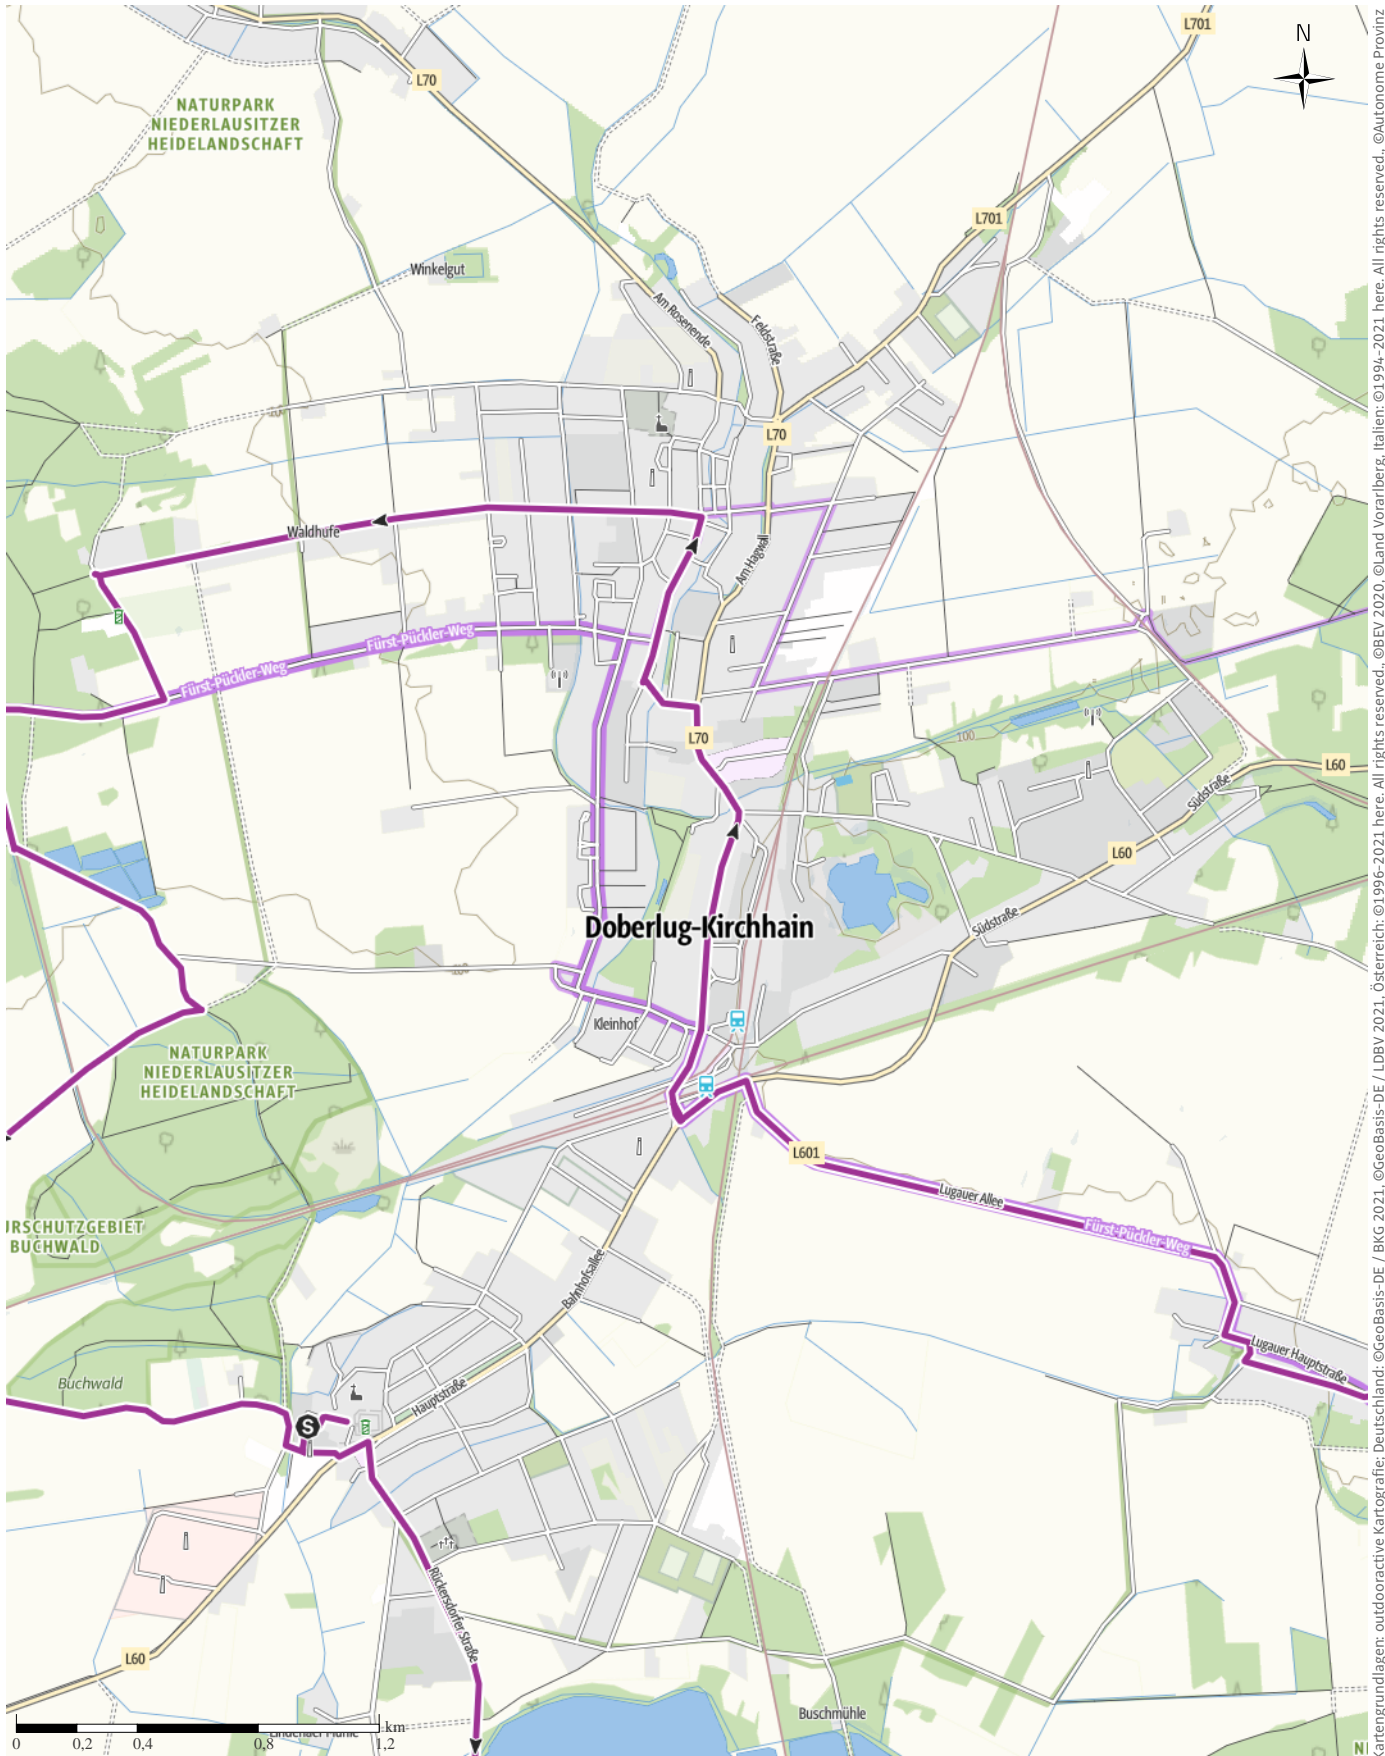 L701
N
L70
NATURPARK
NIEDERLAUSITZER
HEIDELANDSCHAFT
L701
Winkelgut
Am Rosenende
Feldstraße
L70
Waldhufe
Am Hagwall
Fürst-Pückler-Weg
Fürst-Pückler-Weg
L70
100
L60
Südstraße
L60
Südstraße
Doberlug-Kirchhain
Kleinhof
NATURPARK
NIEDERLAUSITZER
HEIDELANDSCHAFT
L601
Lugauer Allee
Fürst-Pückler-Weg
URSCHUTZGEBIET
BUCHWALD
Bahnhofsallee
Lugauer Hauptstraße
Buchwald
Hauptstraße
S
Rückersdorfer Straße
L60
Buschmühle
km
0 0,2 0,4 0,8 1,2
artengrundlagen: outdooractive Kartografie; Deutschland: ©GeoBasis-DE / BKG 2021, ©GeoBasis-DE / LDBV 2021, Österreich: ©1996-2021 here. All rights reserved., ©BEV 2020, ©Land Vorarlberg, Italien: ©1994-2021 here. All rights reserved., ©Autonome Provinz